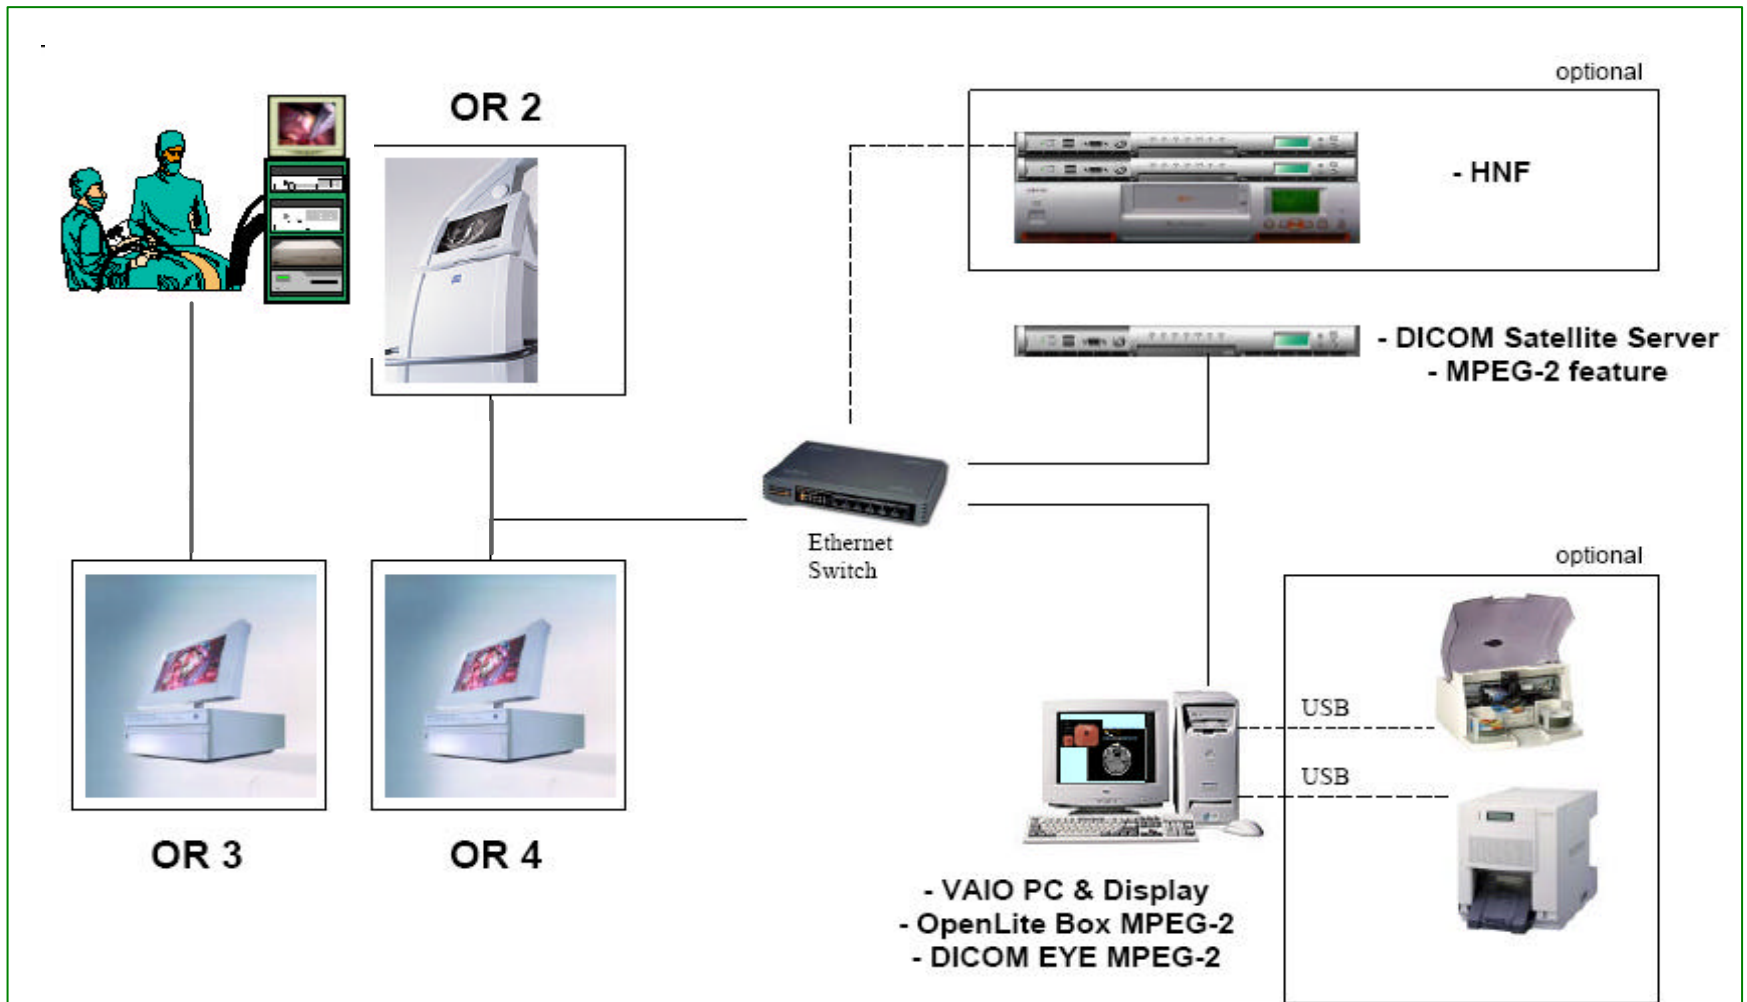 optional
OR 2
- HNF
- DICOM Satellite Server
- MPEG-2 feature
Ethernet
Switch
optional
USB
USB
OR 3
OR 4
- VAIO PC & Display
- OpenLite Box MPEG-2
- DICOM EYE MPEG-2